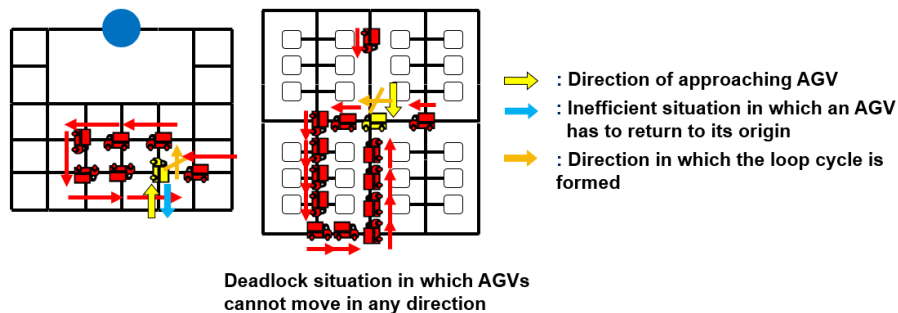 : Direction of approaching AGV
: Inefficient situation in which an AGV
has to return to its origin
: Direction in which the loop cycle is
formed
Deadlock situation in which AGVs
cannot move in any direction